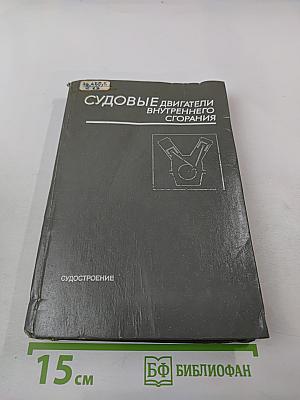 СУДОВЫЕ ДВИГАТЕЛИ
ВНУТРЕННЕГО
СГОРАНИЯ
СУДОСТРОЕНИЕ
15 см
БФ БИБЛИОФАН